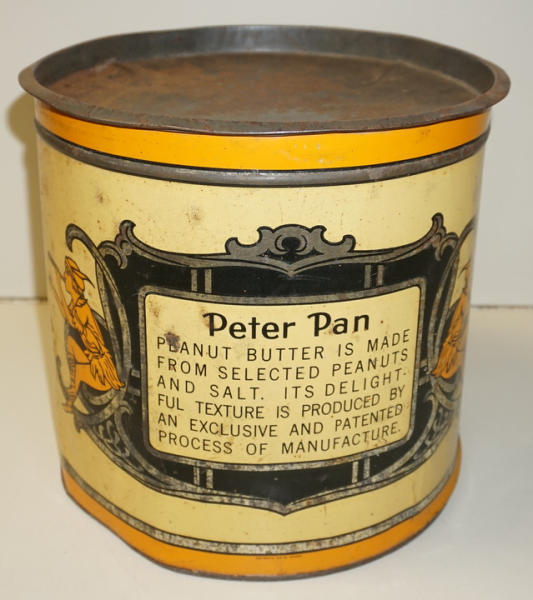 Peter Pan
PEANUT BUTTER IS MADE
FROM SELECTED PEANUTS
AND SALT. ITS DELIGHT-
FUL TEXTURE IS PRODUCED BY
AN EXCLUSIVE AND PATENTED
PROCESS OF MANUFACTURE.